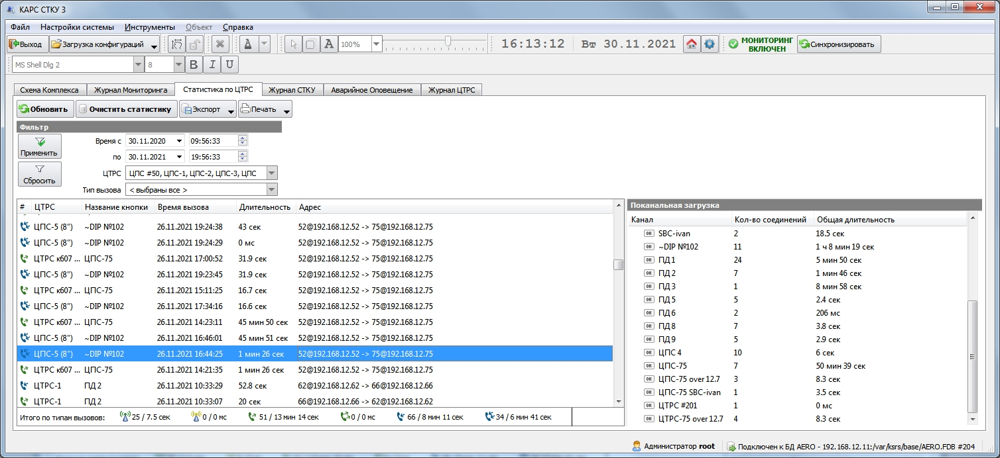 КАРС СТКУ 3
Файл Настройки системы Инструменты Объект Справка
Выход Загрузка конфигураций A A 100% 16:13:12 Вт 30.11.2021 МОНИТОРИНГ ВКЛЮЧЕН Синхронизировать
MS Shell Dlg 2 8 B I U
Схема Комплекса Журнал Мониторинга Статистика по ЦТРС Журнал СТКУ Аварийное Оповещение Журнал ЦТРС
Обновить Очистить статистику Экспорт Печать
Фильтр
Применить
Сбросить
Время с 30.11.2020 09:56:33
по 30.11.2021 19:56:33
ЦТРС ЦПС #50, ЦПС-1, ЦПС-2, ЦПС-3, ЦПС
Тип вызова < выбраны все >
# ЦТРС Название кнопки Время вызова Длительность Адрес
ЦПС-5 (8") ~DIP №102 26.11.2021 19:24:38 43 сек 52@192.168.12.52 -> 75@192.168.12.75
ЦПС-5 (8") ~DIP №102 26.11.2021 19:24:29 0 мс 52@192.168.12.52 -> 75@192.168.12.75
ЦТРС к607 ... ЦПС-75 26.11.2021 17:00:52 31.9 сек 52@192.168.12.52 -> 75@192.168.12.75
ЦПС-5 (8") ~DIP №102 26.11.2021 19:23:45 31.9 сек 52@192.168.12.52 -> 75@192.168.12.75
ЦТРС к607 ... ЦПС-75 26.11.2021 15:11:25 16.7 сек 52@192.168.12.52 -> 75@192.168.12.75
ЦПС-5 (8") ~DIP №102 26.11.2021 17:34:16 16.6 сек 52@192.168.12.52 -> 75@192.168.12.75
ЦТРС к607 ... ЦПС-75 26.11.2021 14:23:11 45 мин 50 сек 52@192.168.12.52 -> 75@192.168.12.75
ЦПС-5 (8") ~DIP №102 26.11.2021 16:46:01 45 мин 51 сек 52@192.168.12.52 -> 75@192.168.12.75
ЦПС-5 (8") ~DIP №102 26.11.2021 16:44:25 1 мин 26 сек 52@192.168.12.52 -> 75@192.168.12.75
ЦТРС к607 ... ЦПС-75 26.11.2021 14:21:35 1 мин 26 сек 52@192.168.12.52 -> 75@192.168.12.75
ЦТРС-1 ПД 2 26.11.2021 10:33:29 52.8 сек 62@192.168.12.62 -> 66@192.168.12.66
ЦТРС-1 ПД 2 26.11.2021 10:33:07 20 сек 66@192.168.12.66 -> 62@192.168.12.62
Итого по типам вызовов: 25 / 7.5 сек 0 / 0 мс 51 / 13 мин 14 сек 0 / 0 мс 66 / 8 мин 11 сек 34 / 6 мин 41 сек
Поканальная загрузка
Канал Кол-во соединений Общая длительность
OK SBC-ivan 2 18.5 сек
OK ~DIP №102 11 1 ч 8 мин 19 сек
OK ПД 1 24 5 мин 50 сек
OK ПД 2 7 1 мин 46 сек
OK ПД 3 1 8 мин 58 сек
OK ПД 5 5 2.4 сек
OK ПД 6 2 206 мс
OK ПД 8 7 3.8 сек
OK ПД 9 5 2.9 сек
OK ЦПС 4 10 6 сек
OK ЦПС-75 7 50 мин 39 сек
OK ЦПС-75 over 12.7 3 8.3 сек
OK ЦПС-75 SBC-ivan 1 3.5 сек
OK ЦТРС #201 1 0 мс
OK ЦТРС-75 over 12.7 4 8.3 сек
Администратор root Подключен к БД AERO - 192.168.12.11:/var/ksrs/base/AERO.FDB #204